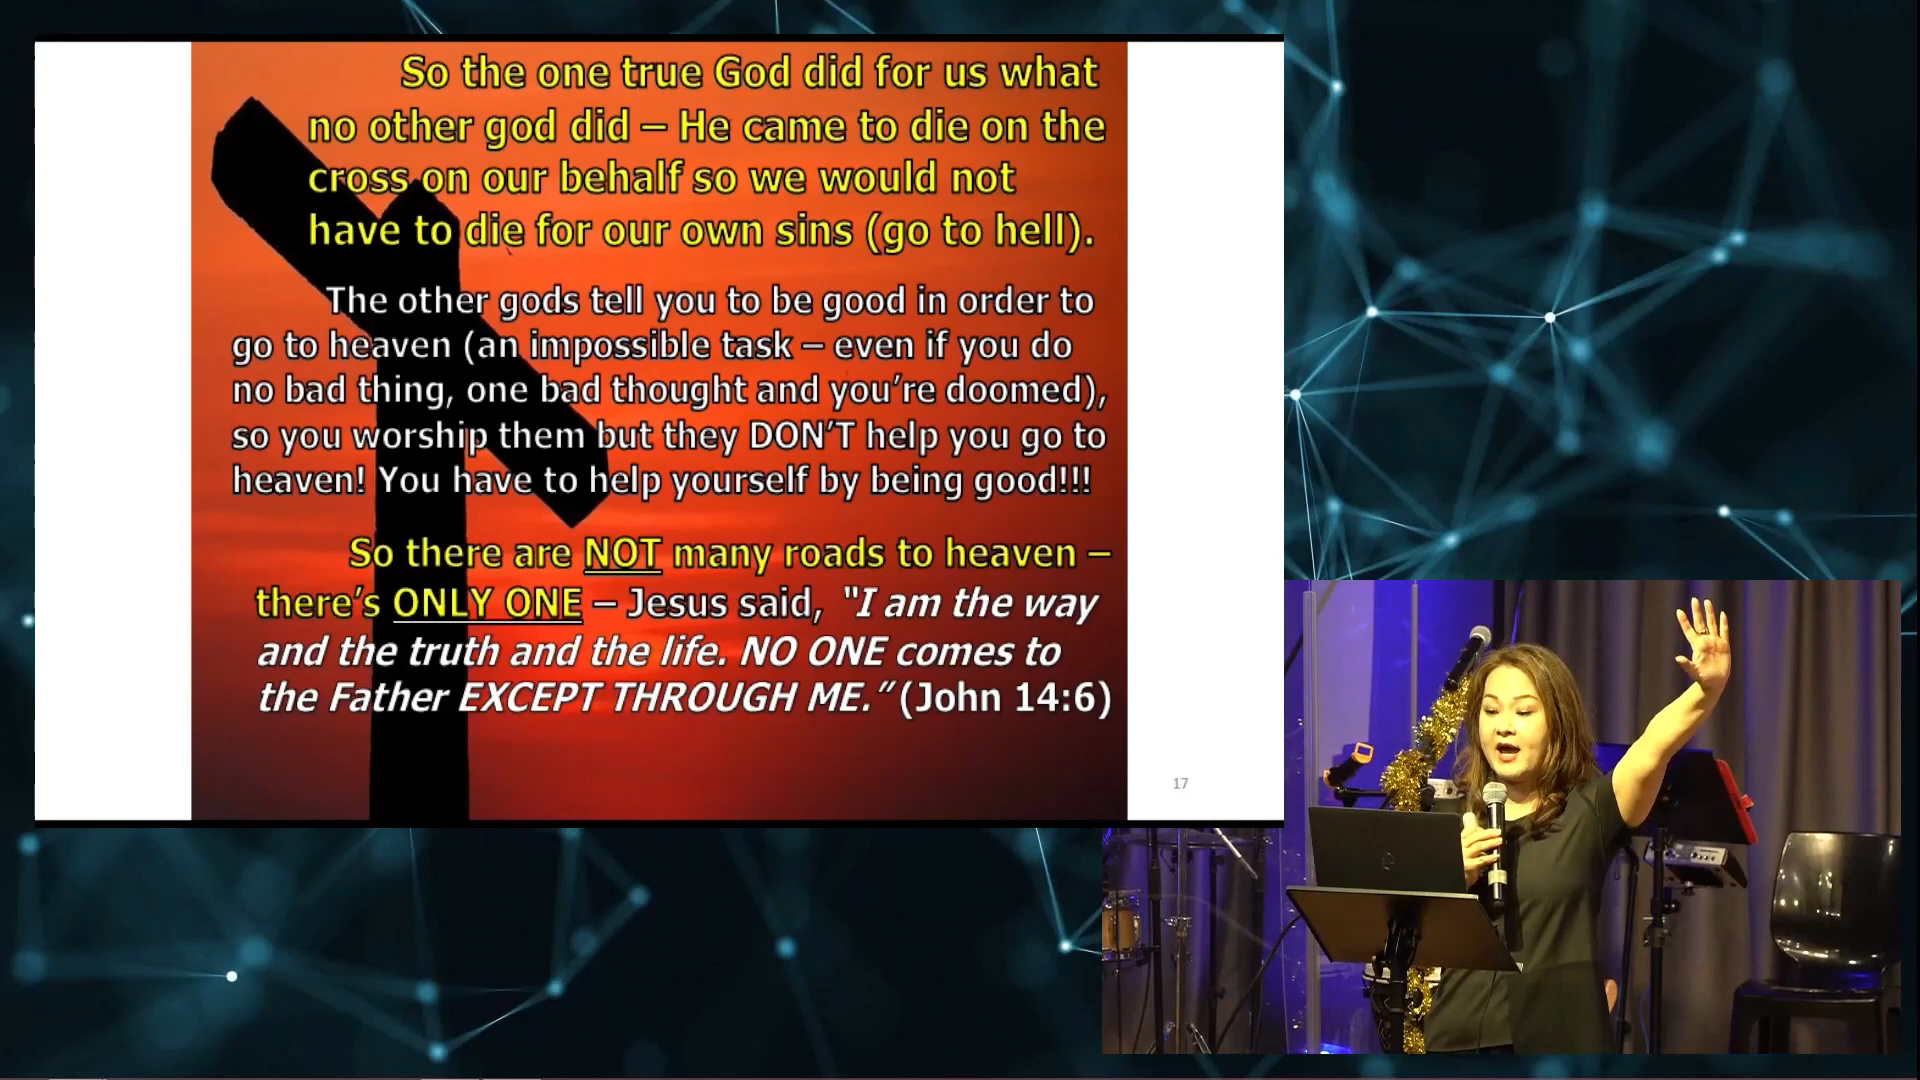 So the one true God did for us what
no other god did – He came to die on the
cross on our behalf so we would not
have to die for our own sins (go to hell).
The other gods tell you to be good in order to
go to heaven (an impossible task – even if you do
no bad thing, one bad thought and you’re doomed),
so you worship them but they DON’T help you go to
heaven! You have to help yourself by being good!!!
So there are NOT many roads to heaven –
there’s ONLY ONE – Jesus said, “I am the way
and the truth and the life. NO ONE comes to
the Father EXCEPT THROUGH ME.” (John 14:6)
17